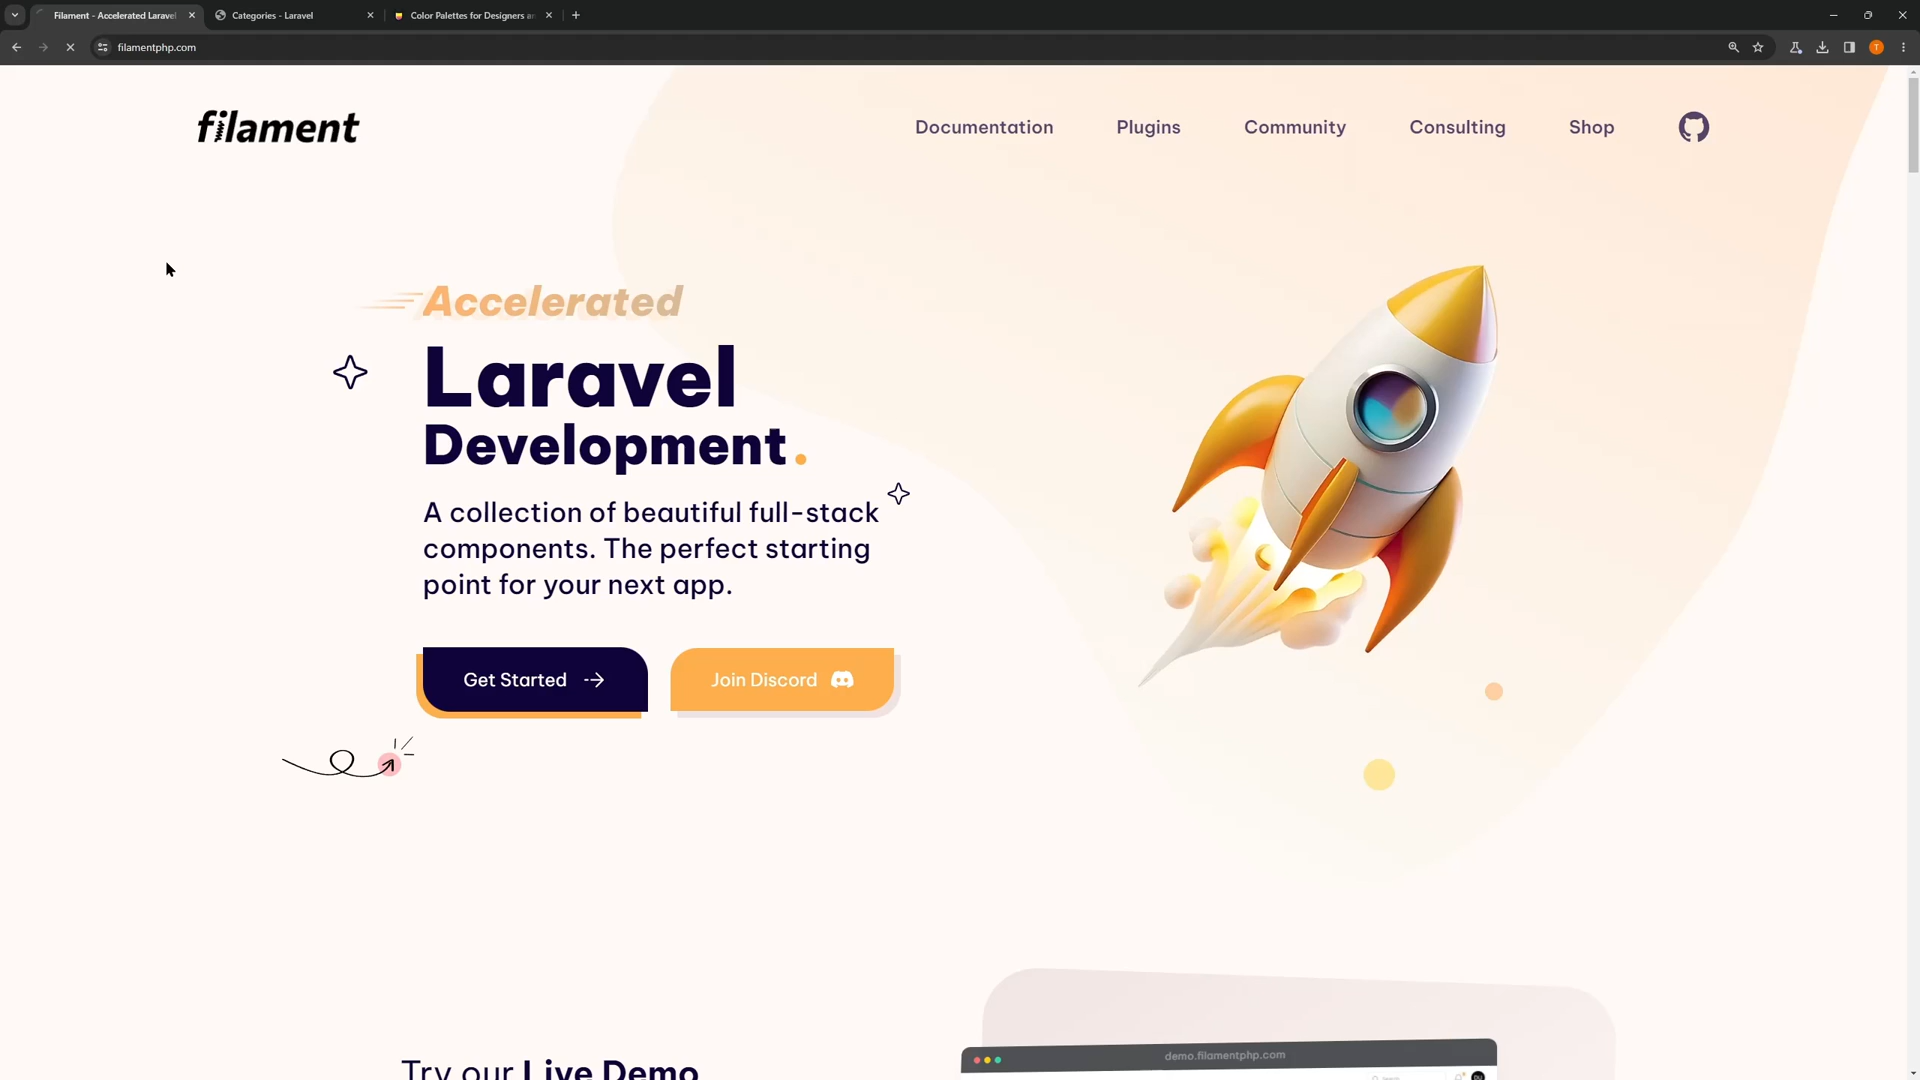 Filament - Accelerated Laravel
Categories - Laravel
Color Palettes for Designers an
filamentphp.com
T
filament
Documentation
Plugins
Community
Consulting
Shop
Accelerated
Laravel
Development.
A collection of beautiful full-stack
components. The perfect starting
point for your next app.
Get Started
Join Discord
Try our Live Demo
demo.filamentphp.com
Search